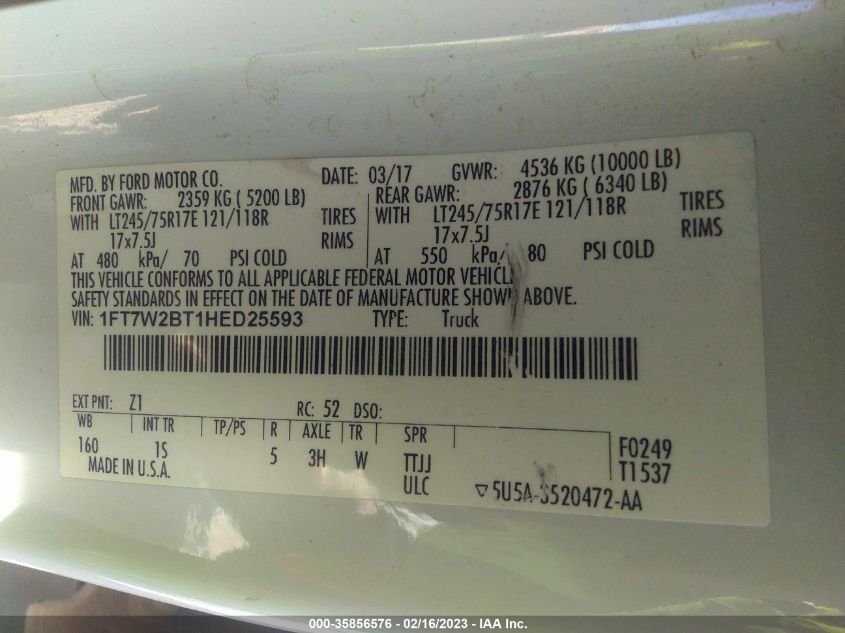 MFD. BY FORD MOTOR CO. DATE: 03/17 GVWR: 4536 KG (10000 LB)
FRONT GAWR: 2359 KG ( 5200 LB) REAR GAWR: 2876 KG ( 6340 LB)
WITH LT245/75R17E 121/118R TIRES WITH LT245/75R17E 121/118R TIRES
17x7.5J RIMS 17x7.5J RIMS
AT 480 kPa/ 70 PSI COLD AT 550 kPa/ 80 PSI COLD
THIS VEHICLE CONFORMS TO ALL APPLICABLE FEDERAL MOTOR VEHICLE
SAFETY STANDARDS IN EFFECT ON THE DATE OF MANUFACTURE SHOWN ABOVE.
VIN: 1FT7W2BT1HED25593 TYPE: Truck
EXT PNT: Z1 RC: 52 DSO:
WB INT TR TP/PS R AXLE TR SPR
160 1S 5 3H W TTJJ F0249
MADE IN U.S.A. ULC T1537
▽5U5A-3520472-AA
000-35856576 - 02/16/2023 - IAA Inc.